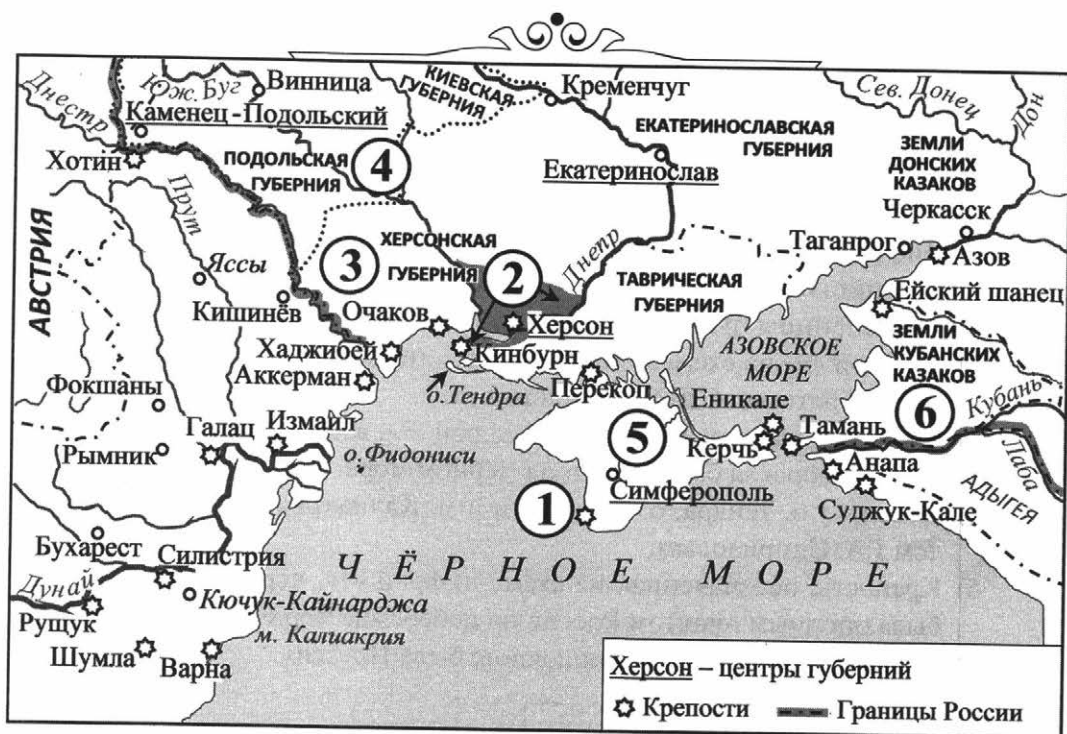 Днестр
Юж. Буг
Винница
КИЕВСКАЯ
ГУБЕРНИЯ
Кременчуг
Сев. Донец
Дон
Каменец-Подольский
Хотин
ПОДОЛЬСКАЯ
ГУБЕРНИЯ
4
ЕКАТЕРИНОСЛАВСКАЯ
ГУБЕРНИЯ
Екатеринослав
ЗЕМЛИ
ДОНСКИХ
КАЗАКОВ
Черкасск
Таганрог
Азов
АВСТРИЯ
Прут
Яссы
Кишинёв
3
ХЕРСОНСКАЯ
ГУБЕРНИЯ
2
Днепр
ТАВРИЧЕСКАЯ
ГУБЕРНИЯ
Ейский шанец
Очаков
Херсон
Хаджибей
Кинбурн
Аккерман
о.Тендра
Перекоп
АЗОВСКОЕ
МОРЕ
ЗЕМЛИ
КУБАНСКИХ
КАЗАКОВ
6
Кубань
Лаба
Фокшаны
Галац
Измаил
Рымник
о.Фидониси
Еникале
Керчь
Тамань
5
Симферополь
1
Анапа
Суджук-Кале
АДЫГЕЯ
Бухарест
Силистрия
Дунай
Рущук
Кючук-Кайнарджа
м. Калиакрия
Шумла
Варна
ЧЁРНОЕ МОРЕ
Херсон – центры губерний
Крепости
Границы России